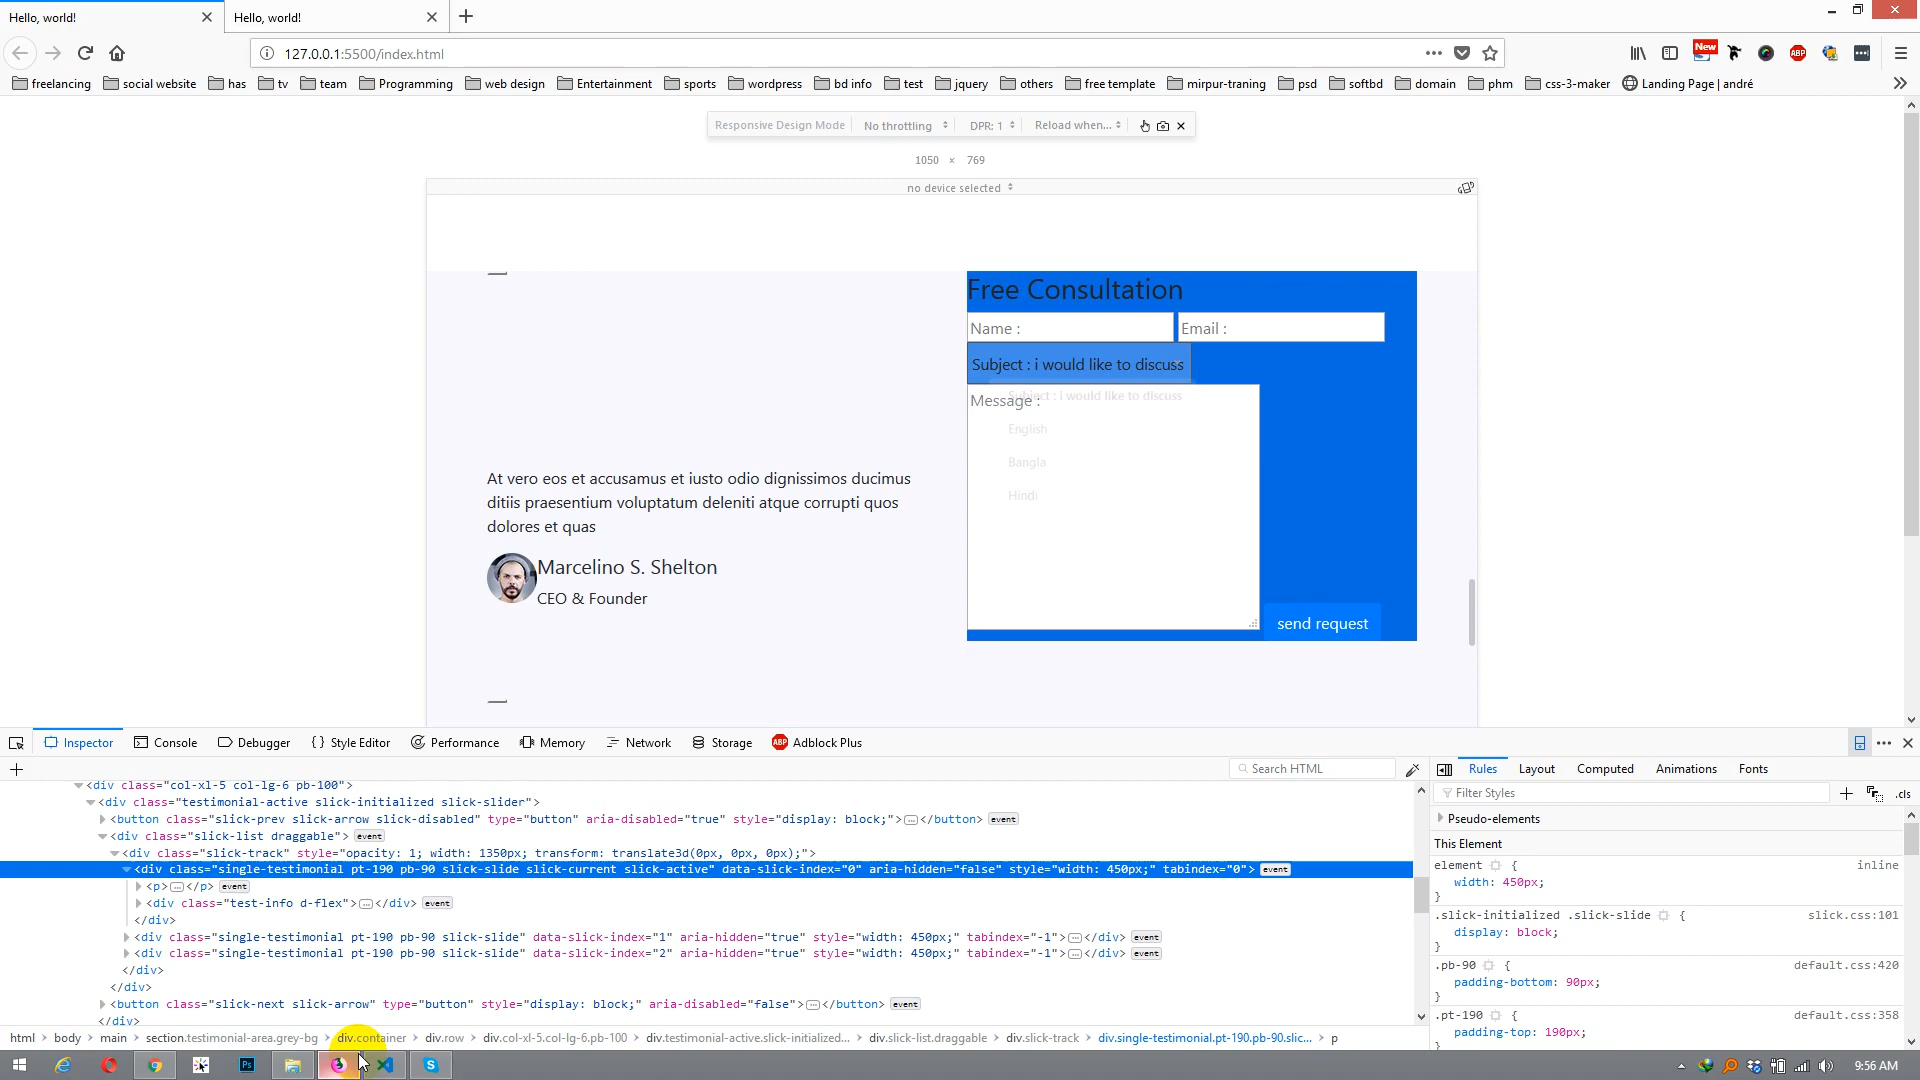 Hello, world!
Hello, world!
127.0.0.1:5500/index.html
New
ABP
freelancing
social website
has
tv
team
Programming
web design
Entertainment
sports
wordpress
bd info
test
jquery
others
free template
mirpur-traning
psd
softbd
domain
phm
css-3-maker
Landing Page | andré
Responsive Design Mode
No throttling
DPR: 1
Reload when...
1050 × 769
no device selected
Free Consultation
Name :
Email :
Subject : i would like to discuss
Message :
Subject : i would like to discuss
English
Bangla
Hindi
At vero eos et accusamus et iusto odio dignissimos ducimus
ditiis praesentium voluptatum deleniti atque corrupti quos
dolores et quas
Marcelino S. Shelton
CEO & Founder
send request
Inspector
Console
Debugger
{} Style Editor
Performance
Memory
Network
Storage
ABP Adblock Plus
Search HTML
Rules
Layout
Computed
Animations
Fonts
Filter Styles
.cls
<div class="col-xl-5 col-lg-6 pb-100">
<div class="testimonial-active slick-initialized slick-slider">
<button class="slick-prev slick-arrow slick-disabled" type="button" aria-disabled="true" style="display: block;">…</button> event
<div class="slick-list draggable"> event
<div class="slick-track" style="opacity: 1; width: 1350px; transform: translate3d(0px, 0px, 0px);">
<div class="single-testimonial pt-190 pb-90 slick-slide slick-current slick-active" data-slick-index="0" aria-hidden="false" style="width: 450px;" tabindex="0"> event
<p>…</p> event
<div class="test-info d-flex">…</div> event
</div>
<div class="single-testimonial pt-190 pb-90 slick-slide" data-slick-index="1" aria-hidden="true" style="width: 450px;" tabindex="-1">…</div> event
<div class="single-testimonial pt-190 pb-90 slick-slide" data-slick-index="2" aria-hidden="true" style="width: 450px;" tabindex="-1">…</div> event
</div>
</div>
<button class="slick-next slick-arrow" type="button" style="display: block;" aria-disabled="false">…</button> event
</div>
Pseudo-elements
This Element
element {
inline
width: 450px;
}
.slick-initialized .slick-slide {
slick.css:101
display: block;
}
.pb-90 {
default.css:420
padding-bottom: 90px;
}
.pt-190 {
default.css:358
padding-top: 190px;
}
html
body
main
section.testimonial-area.grey-bg
div.container
div.row
div.col-xl-5.col-lg-6.pb-100
div.testimonial-active.slick-initialized...
div.slick-list.draggable
div.slick-track
div.single-testimonial.pt-190.pb-90.slic...
p
Ps
9:56 AM